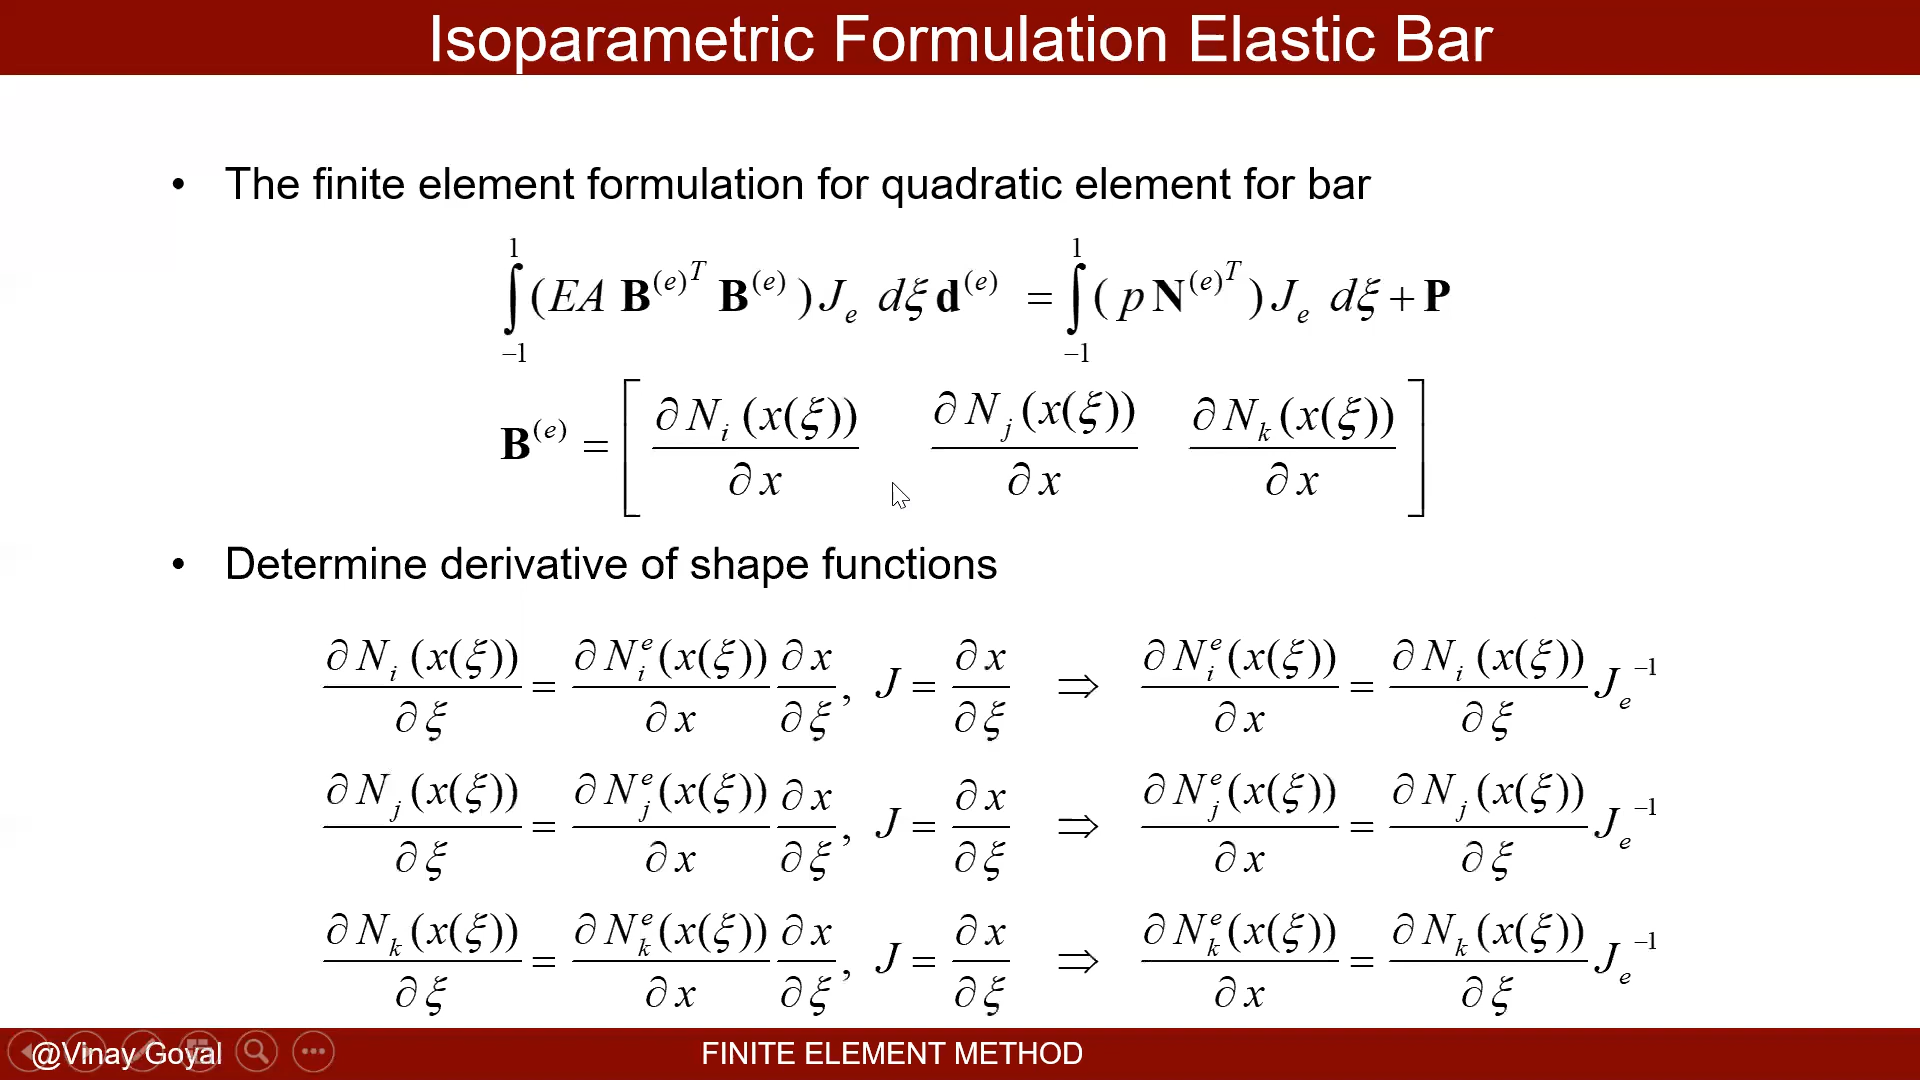 Isoparametric Formulation Elastic Bar
• The finite element formulation for quadratic element for bar
∫_{-1}^{1} (EA 𝐁^{(e)^T} 𝐁^{(e)}) J_e dξ 𝐝^{(e)} = ∫_{-1}^{1} (p 𝐍^{(e)^T}) J_e dξ + 𝐏
𝐁^{(e)} = [ ∂N_i(x(ξ))/∂x  ∂N_j(x(ξ))/∂x  ∂N_k(x(ξ))/∂x ]
• Determine derivative of shape functions
∂N_i(x(ξ))/∂ξ = ∂N_i^e(x(ξ))/∂x ∂x/∂ξ, J = ∂x/∂ξ ⇒ ∂N_i^e(x(ξ))/∂x = ∂N_i(x(ξ))/∂ξ J_e^{-1}
∂N_j(x(ξ))/∂ξ = ∂N_j^e(x(ξ))/∂x ∂x/∂ξ, J = ∂x/∂ξ ⇒ ∂N_j^e(x(ξ))/∂x = ∂N_j(x(ξ))/∂ξ J_e^{-1}
∂N_k(x(ξ))/∂ξ = ∂N_k^e(x(ξ))/∂x ∂x/∂ξ, J = ∂x/∂ξ ⇒ ∂N_k^e(x(ξ))/∂x = ∂N_k(x(ξ))/∂ξ J_e^{-1}
@Vinay Goyal
FINITE ELEMENT METHOD